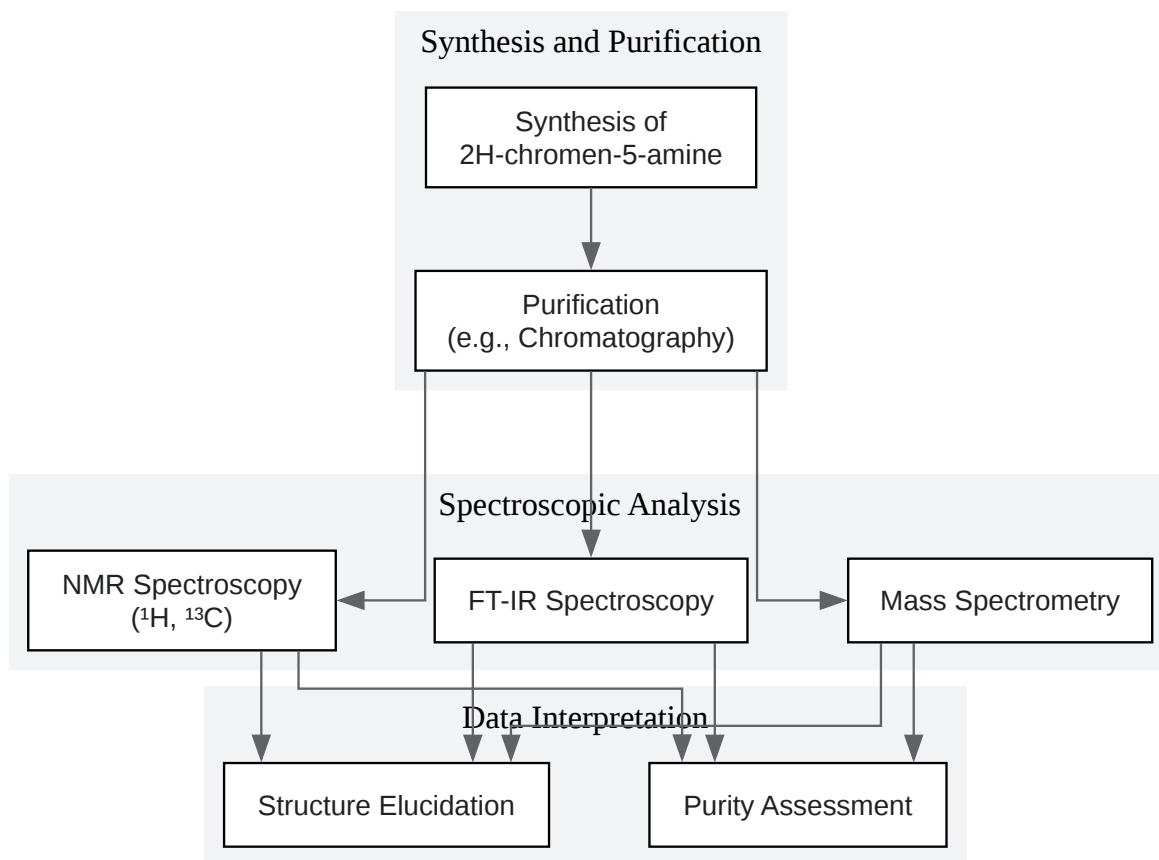 Synthesis and Purification
Synthesis of
2H-chromen-5-amine
Purification
(e.g., Chromatography)
Spectroscopic Analysis
NMR Spectroscopy
(¹H, ¹³C)
FT-IR Spectroscopy
Mass Spectrometry
Data Interpretation
Structure Elucidation
Purity Assessment